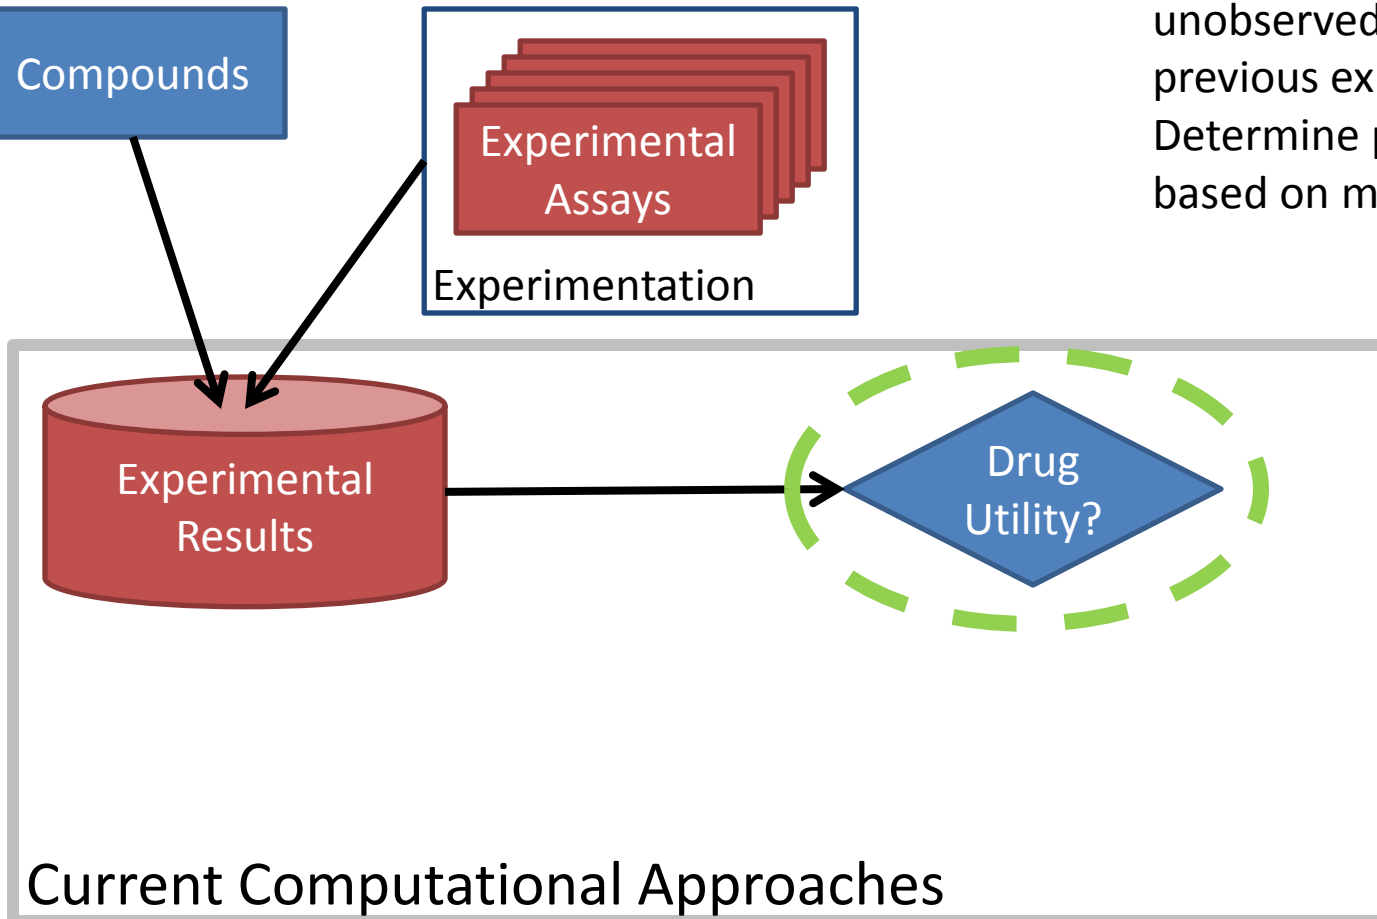 unobserved
previous ex
Determine p
based on m
Compounds
Experimental
Assays
Experimentation
Experimental
Results
Drug
Utility?
Current Computational Approaches